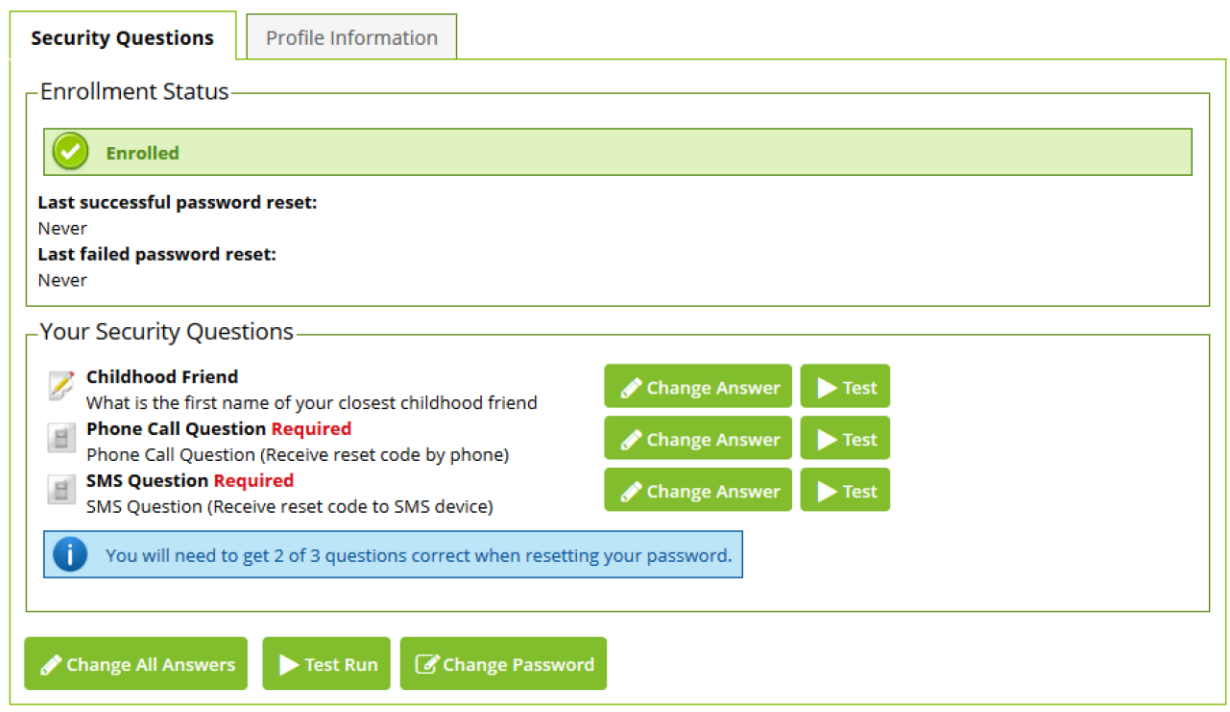 Security Questions
Profile Information
Enrollment Status
Enrolled
Last successful password reset:
Never
Last failed password reset:
Never
Your Security Questions
Childhood Friend
What is the first name of your closest childhood friend
Change Answer
Test
Phone Call Question Required
Phone Call Question (Receive reset code by phone)
Change Answer
Test
SMS Question Required
SMS Question (Receive reset code to SMS device)
Change Answer
Test
You will need to get 2 of 3 questions correct when resetting your password.
Change All Answers
Test Run
Change Password